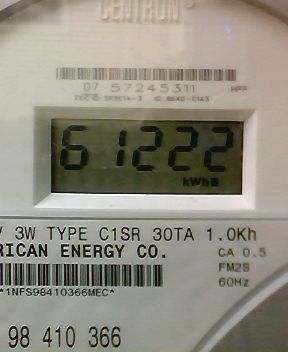 CENTRON
07 57245311
61222
kWh
3W TYPE C1SR 30TA 1.0Kh
RICAN ENERGY CO.
CA 0.5
FM2S
60Hz
*1NFS98410366MEC*
98 410 366